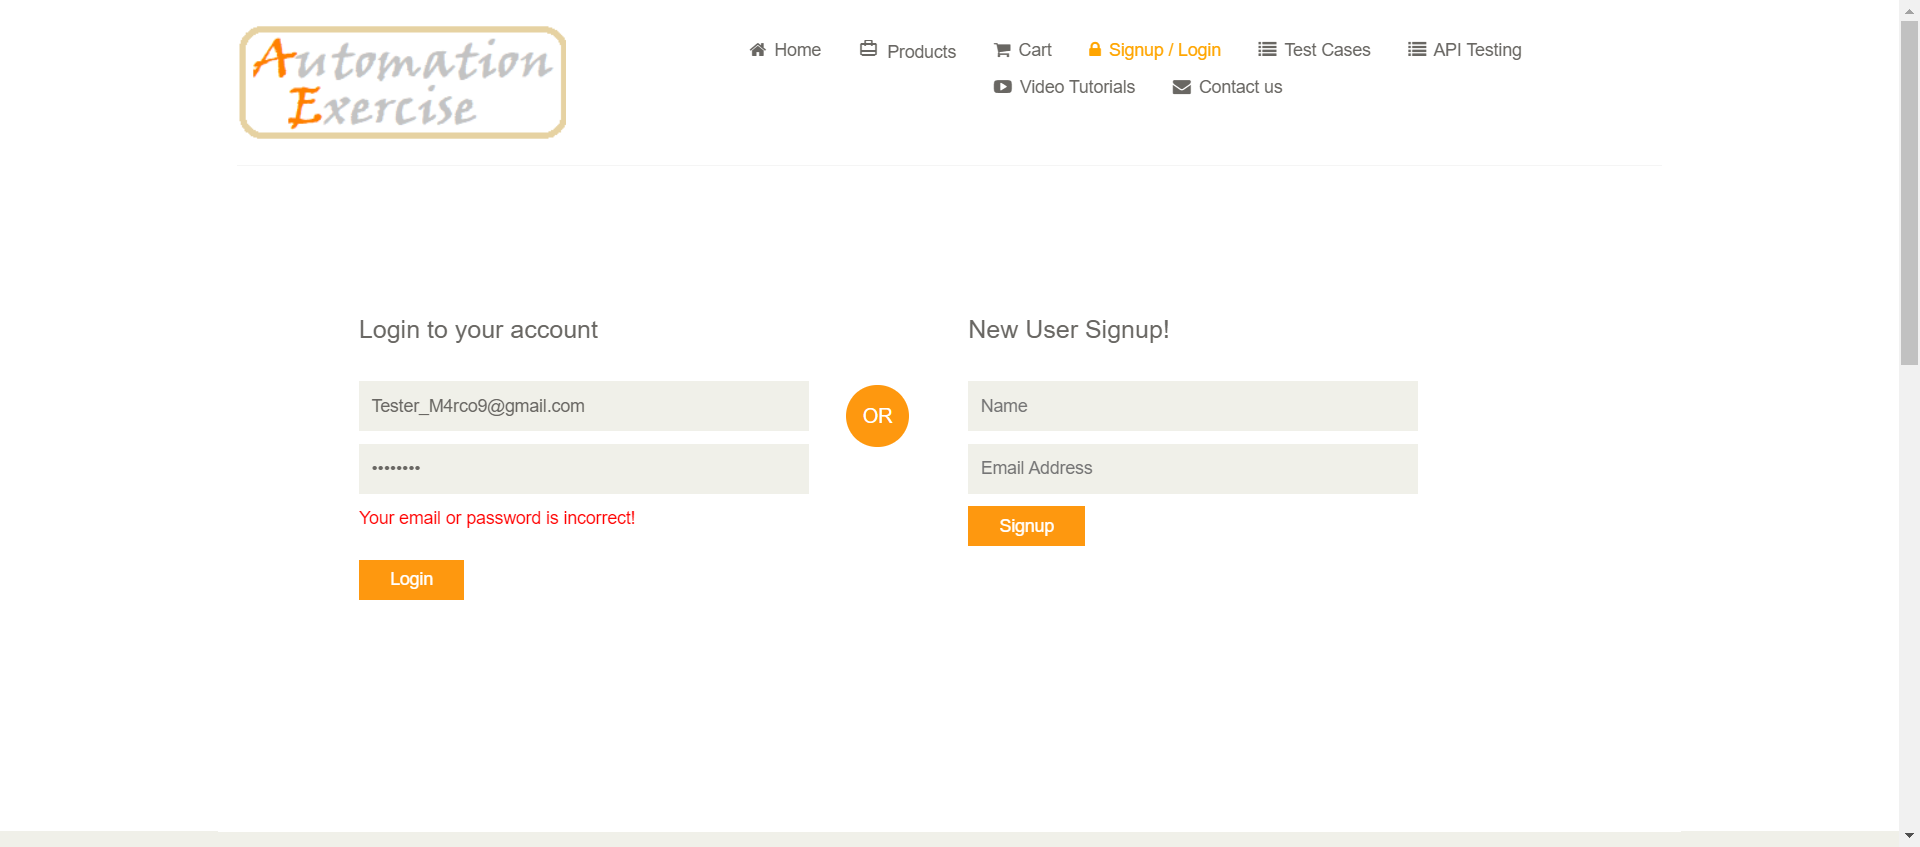 Automation
Exercise
Home
Products
Cart
Signup / Login
Test Cases
API Testing
Video Tutorials
Contact us
Login to your account
Tester_M4rco9@gmail.com
••••••••
Your email or password is incorrect!
Login
OR
New User Signup!
Name
Email Address
Signup